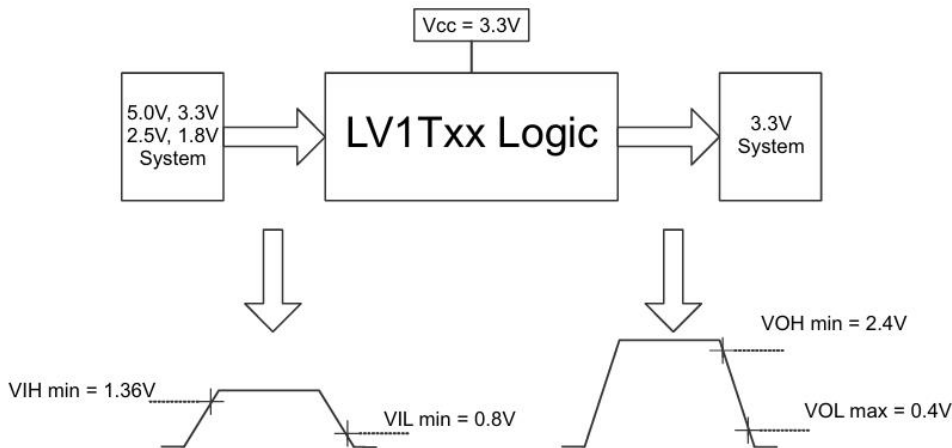 Vcc = 3.3V
5.0V, 3.3V
2.5V, 1.8V
System
LV1Txx Logic
3.3V
System
VOH min = 2.4V
VIH min = 1.36V
VIL min = 0.8V
VOL max = 0.4V